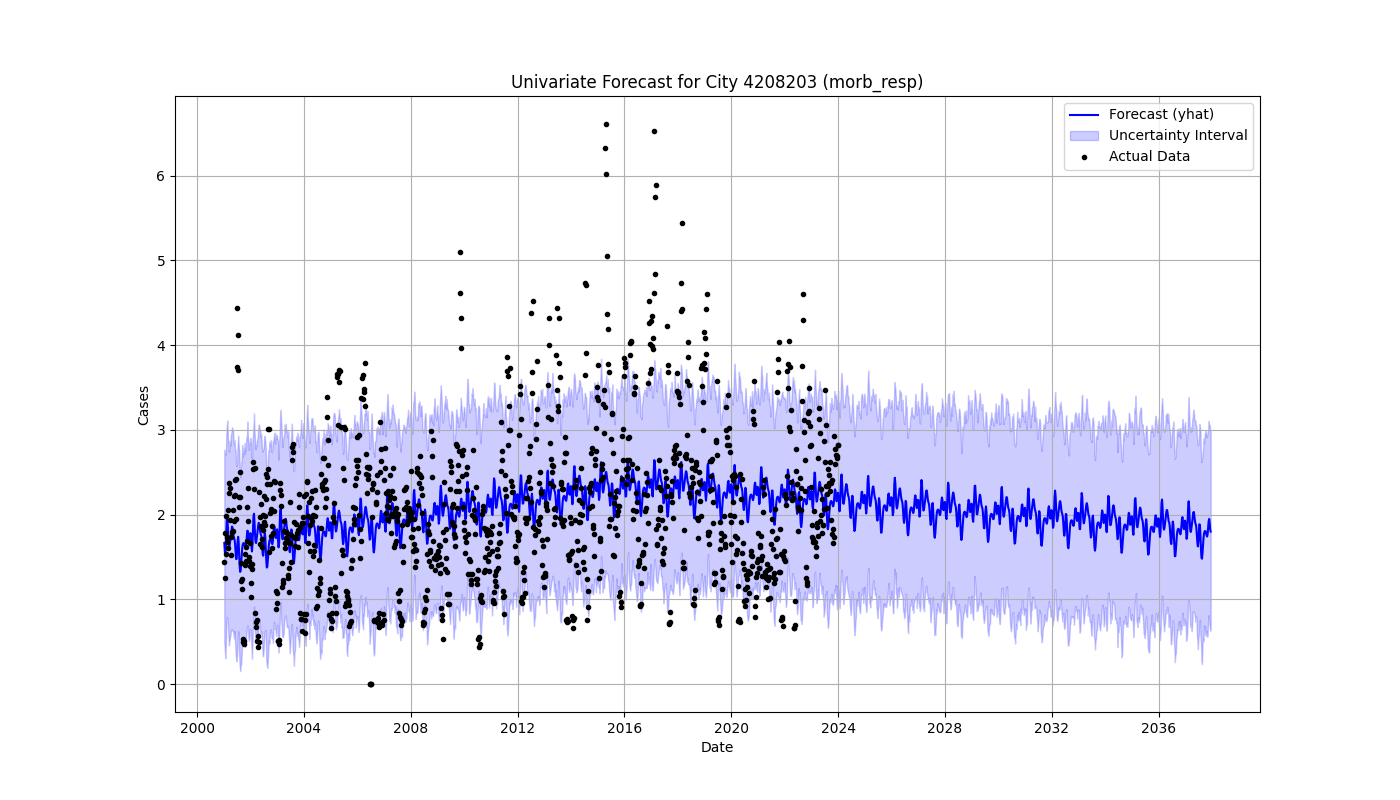 Univariate Forecast for City 4208203 (morb_resp)
Forecast (yhat)
Uncertainty Interval
Actual Data
Cases
6
5
4
3
2
1
0
2000 2004 2008 2012 2016 2020 2024 2028 2032 2036
Date